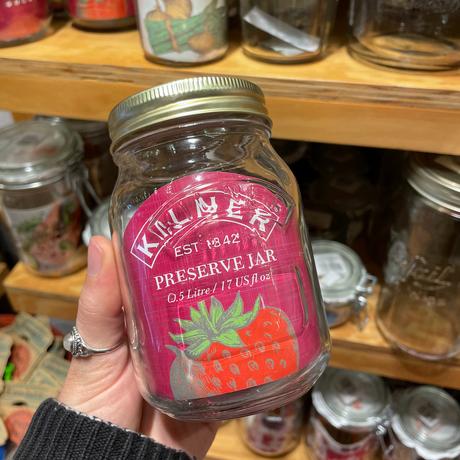 KILNER
EST 1842
PRESERVE JAR
0.5 Litre / 17 US fl oz